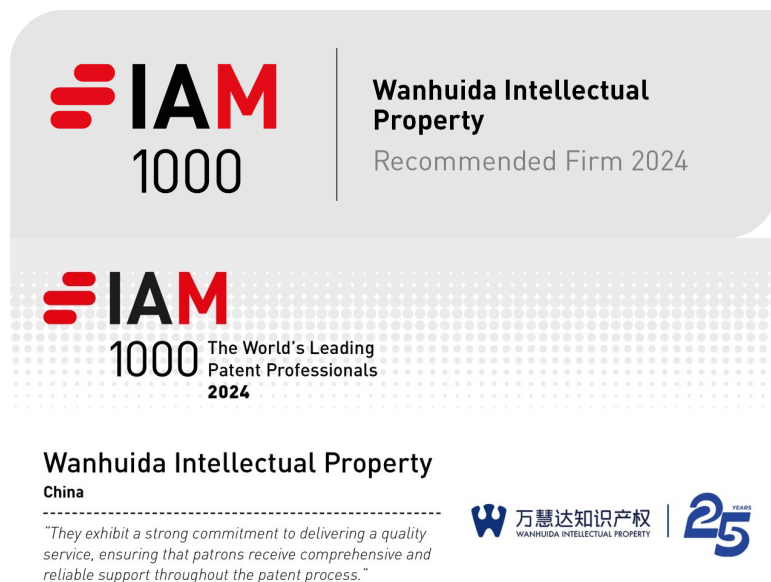 IAM
1000
Wanhuida Intellectual
Property
Recommended Firm 2024
IAM
1000
The World's Leading
Patent Professionals
2024
Wanhuida Intellectual Property
China
"They exhibit a strong commitment to delivering a quality
service, ensuring that patrons receive comprehensive and
reliable support throughout the patent process."
万慧达知识产权
WANHUIDA INTELLECTUAL PROPERTY
25 YEARS